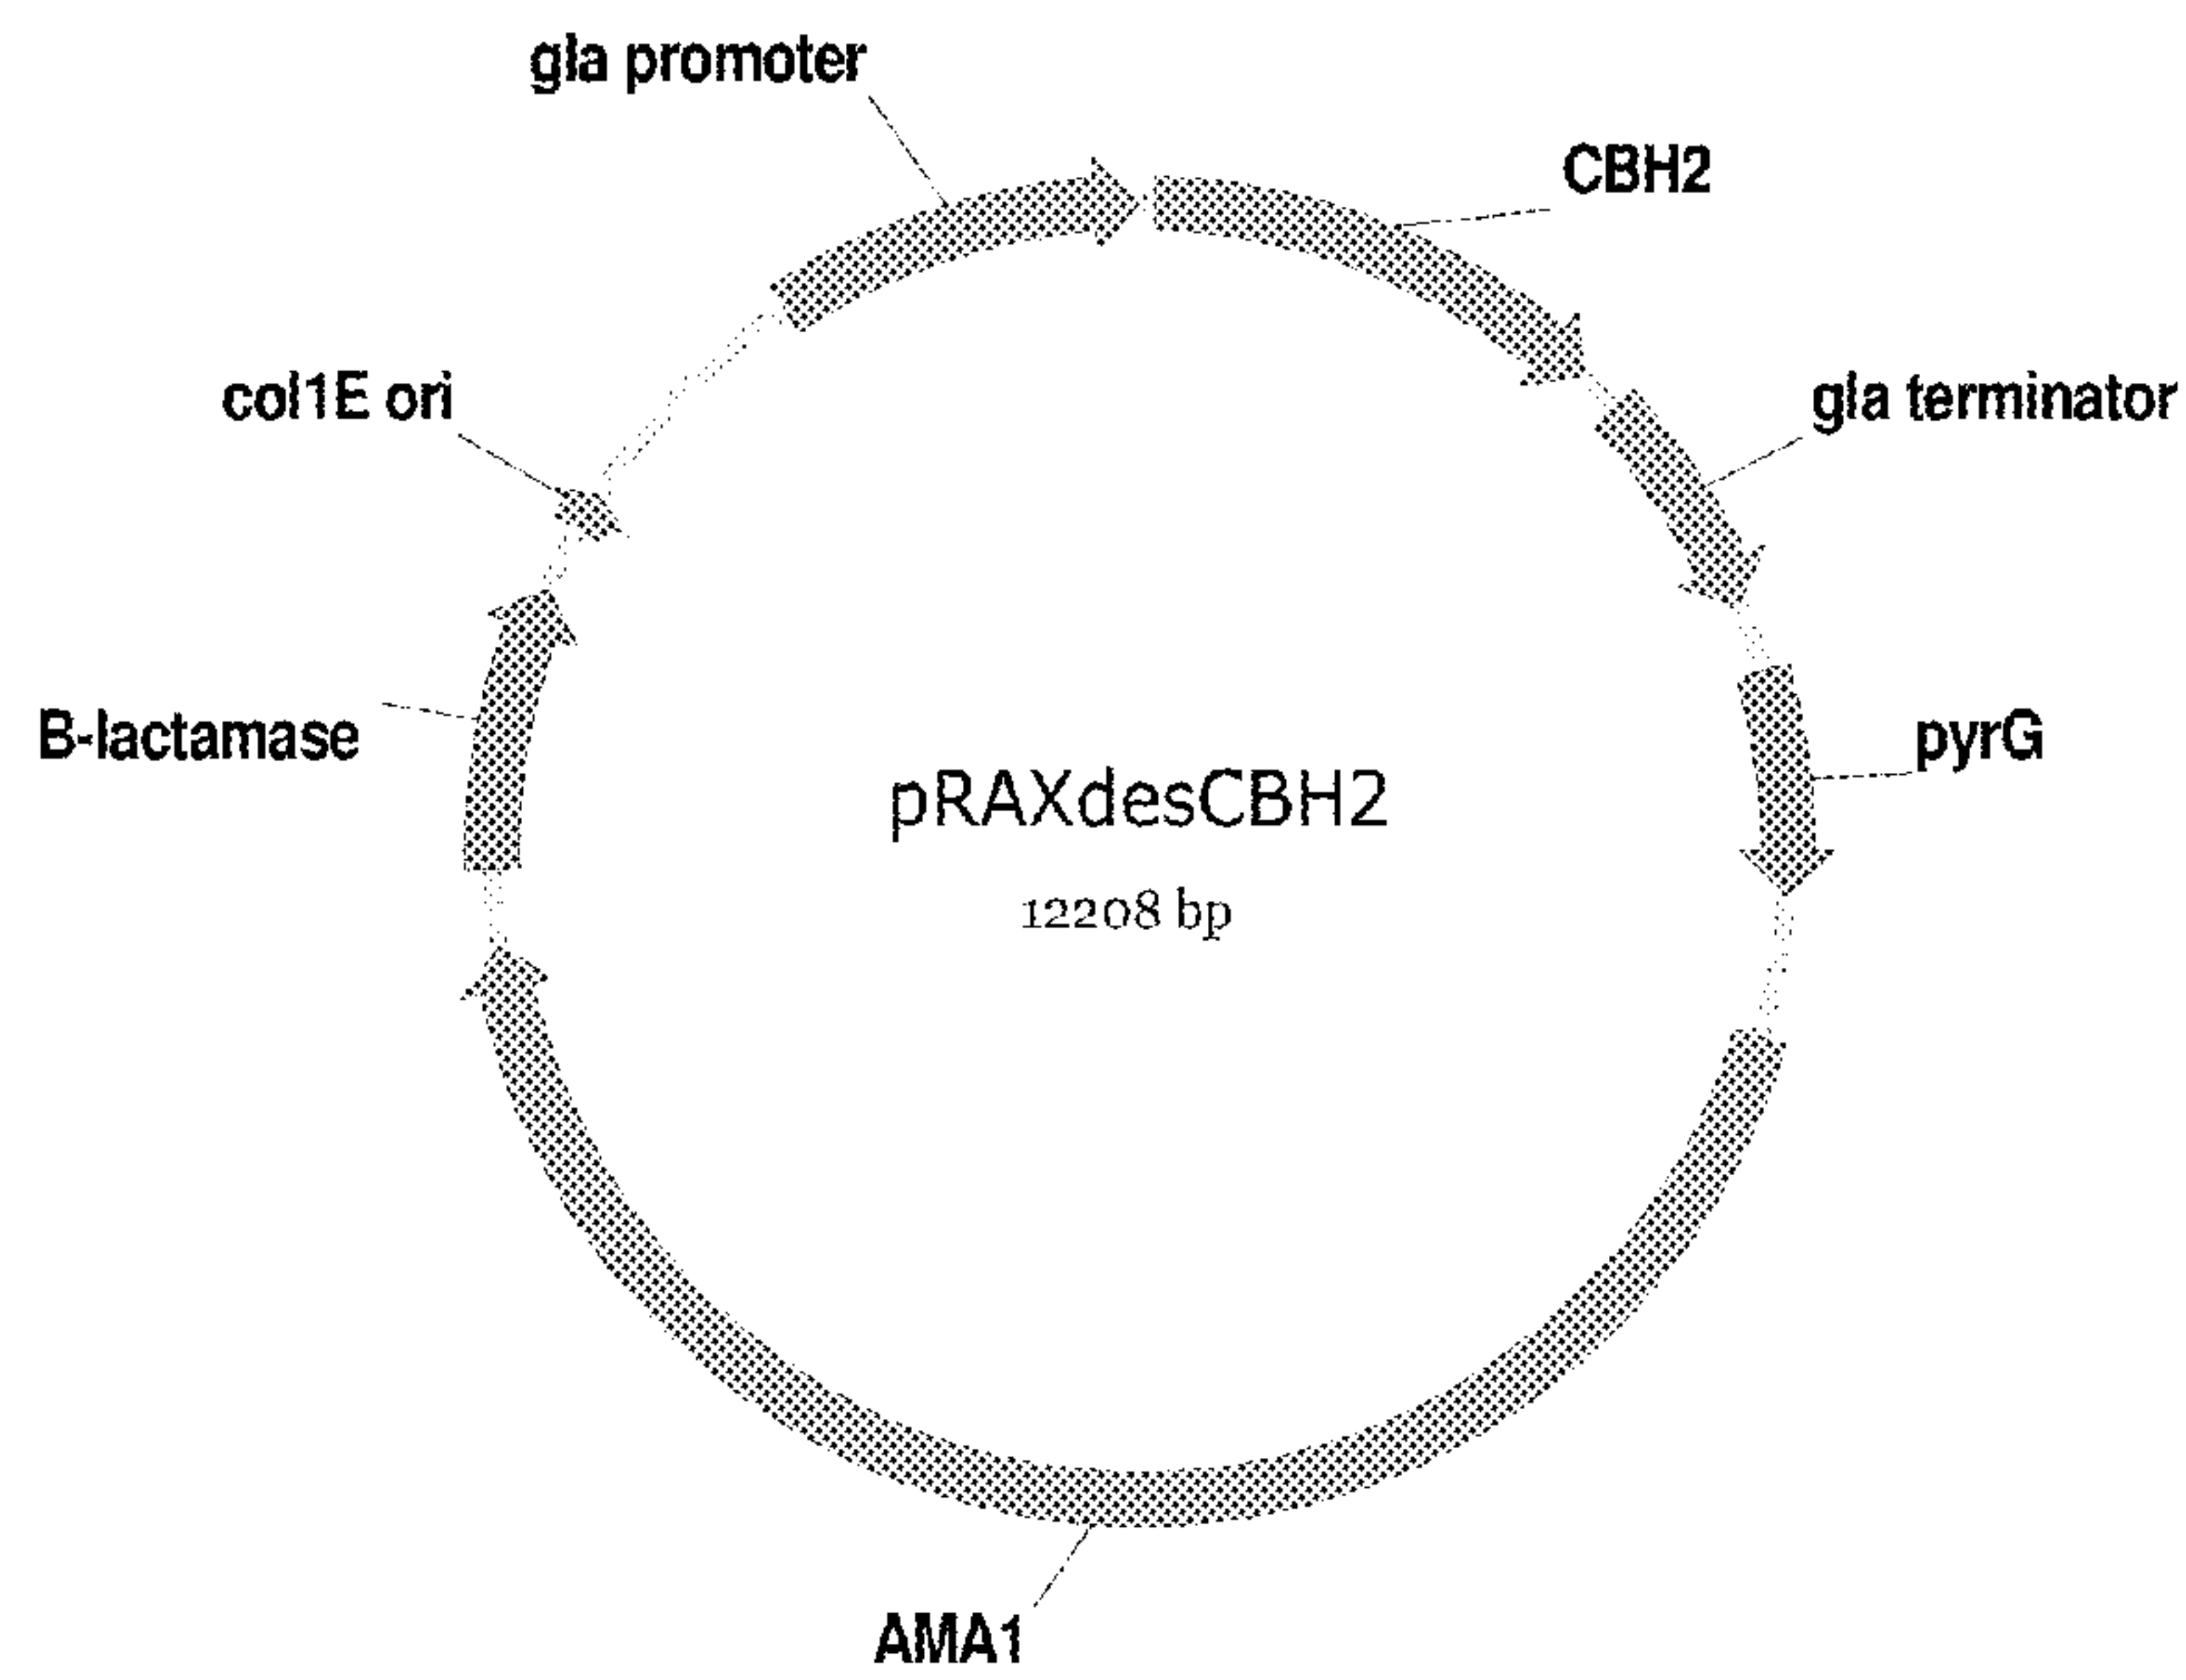 gla promoter
CBH2
col1E ori
gla terminator
B-lactamase
pyrG
pRAXdesCBH2
12208 bp
AMA1